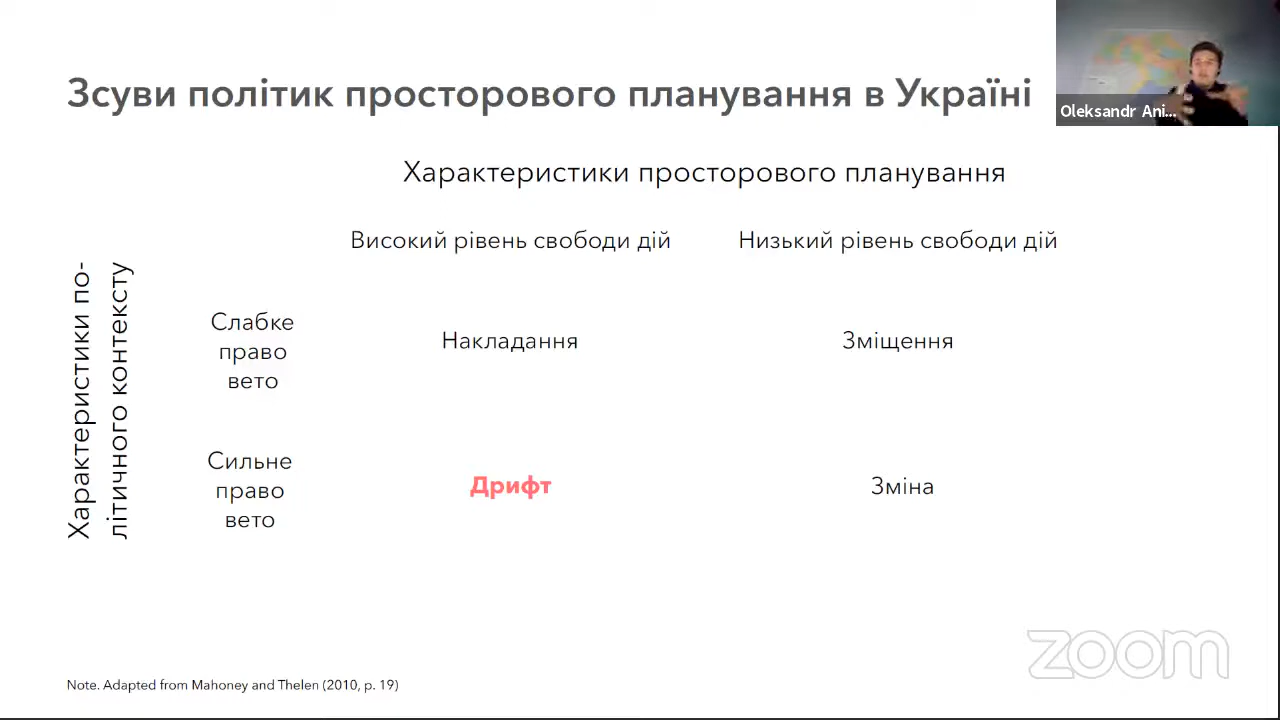 Зсуви політик просторового планування в Україні
Oleksandr Ani...
Характеристики просторового планування
Високий рівень свободи дій
Низький рівень свободи дій
Характеристики по-
літичного контексту
Слабке
право
вето
Накладання
Зміщення
Сильне
право
вето
Дрифт
Зміна
zoom
Note. Adapted from Mahoney and Thelen (2010, p. 19)